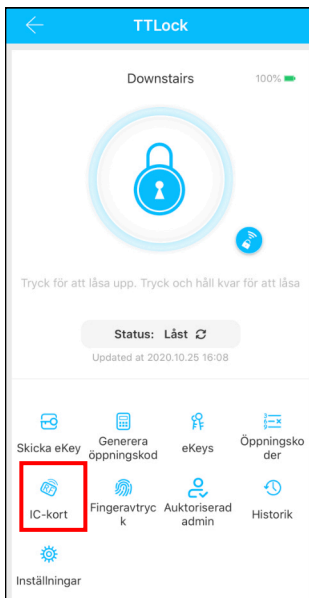 TTLock
Downstairs 100%
Tryck för att låsa upp. Tryck och håll kvar för att låsa
Status: Låst
Updated at 2020.10.25 16:08
Skicka eKey
Generera
öppningskod
eKeys
Öppningsko
der
IC-kort
Fingeravtryc
k
Auktoriserad
admin
Historik
Inställningar